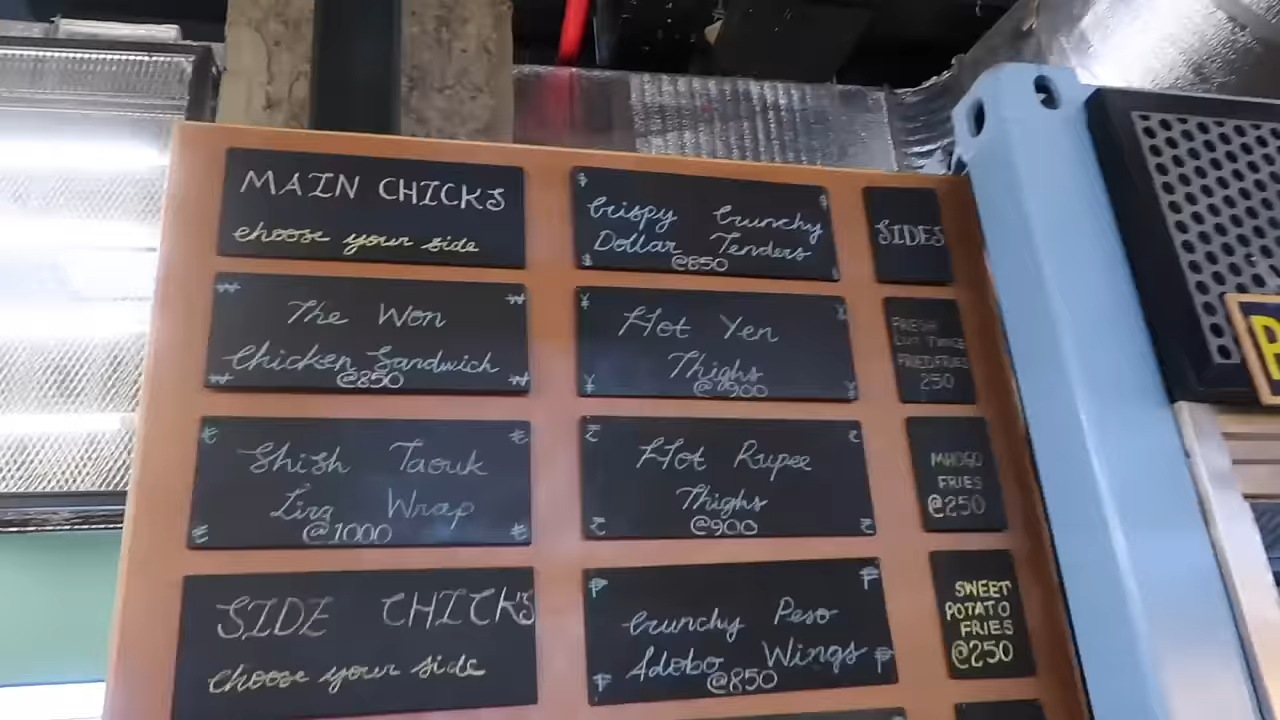 MAIN CHICKS
choose your side
The Won
Chicken Sandwich
@850
Shish Taouk
Lira Wrap
@1000
SIDE CHICKS
choose your side
Crispy Crunchy
Dollar Tenders
@850
Hot Yen
Thighs
@900
Hot Rupee
Thighs
@900
Crunchy Peso
Adobo Wings
@850
SIDES
FRESH
CUT TWICE
FRIED FRIES
250
MHOGO
FRIES
@250
SWEET
POTATO
FRIES
@250